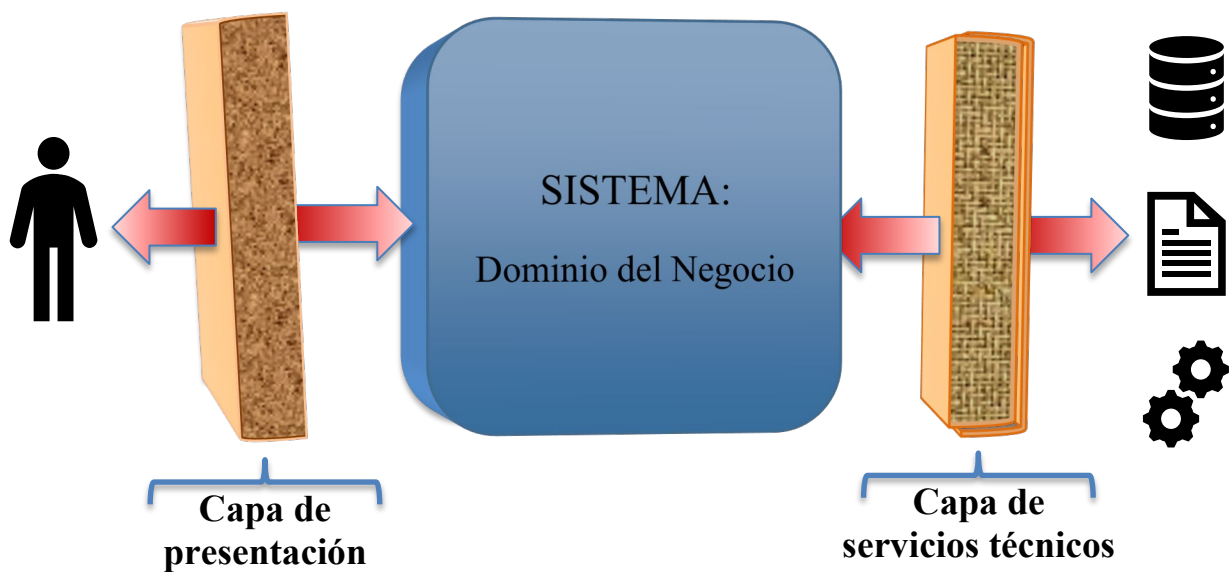 SISTEMA:
Dominio del Negocio
Capa de
presentación
Capa de
servicios técnicos